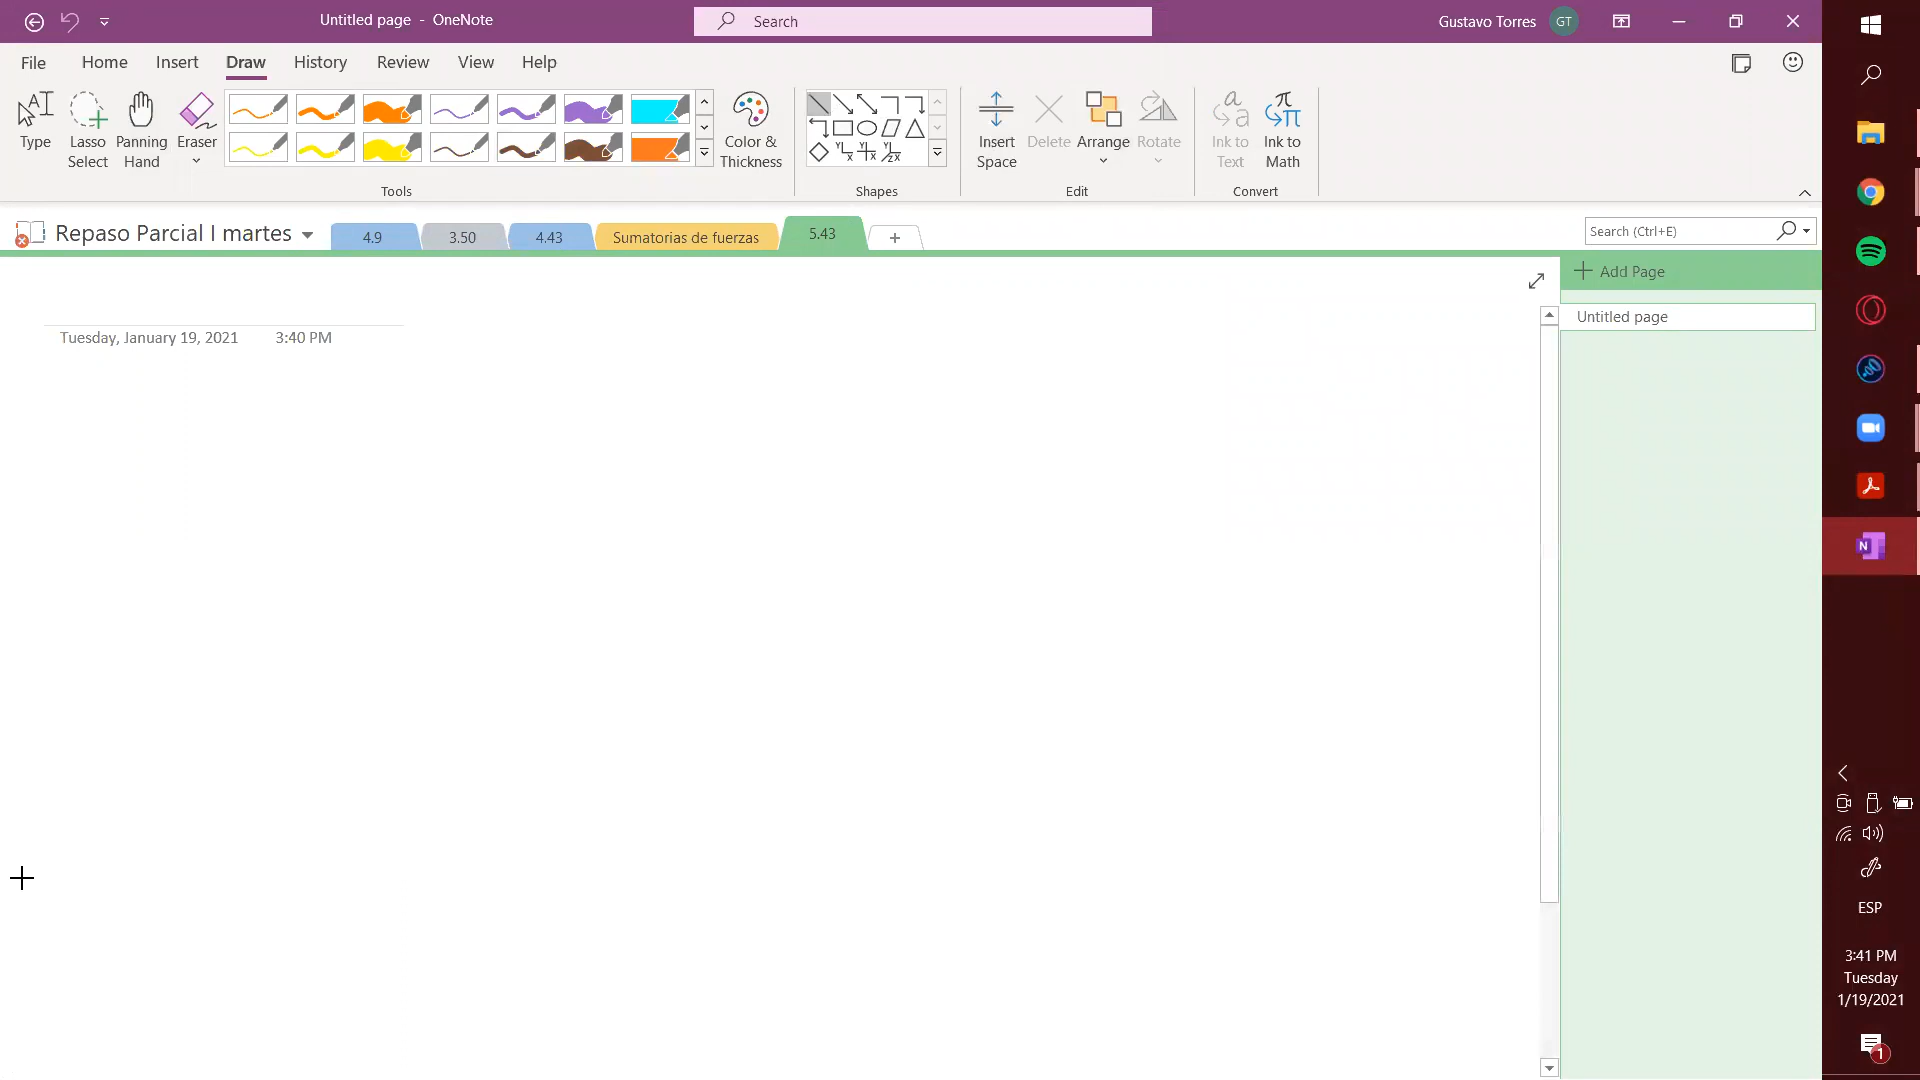 Untitled page - OneNote
Search
Gustavo Torres
GT
File
Home
Insert
Draw
History
Review
View
Help
Type
Lasso
Select
Panning
Hand
Eraser
Color &
Thickness
Insert
Space
Delete
Arrange
Rotate
Ink to
Text
Ink to
Math
Tools
Shapes
Edit
Convert
Repaso Parcial I martes
4.9
3.50
4.43
Sumatorias de fuerzas
5.43
Search (Ctrl+E)
Add Page
Untitled page
Tuesday, January 19, 2021
3:40 PM
ESP
3:41 PM
Tuesday
1/19/2021
1